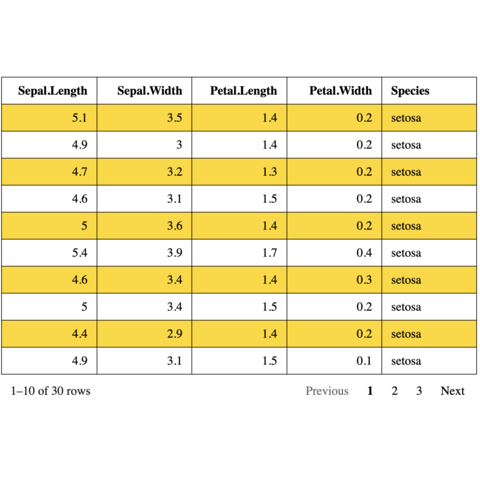 Sepal.Length Sepal.Width Petal.Length Petal.Width Species
5.1 3.5 1.4 0.2 setosa
4.9 3 1.4 0.2 setosa
4.7 3.2 1.3 0.2 setosa
4.6 3.1 1.5 0.2 setosa
5 3.6 1.4 0.2 setosa
5.4 3.9 1.7 0.4 setosa
4.6 3.4 1.4 0.3 setosa
5 3.4 1.5 0.2 setosa
4.4 2.9 1.4 0.2 setosa
4.9 3.1 1.5 0.1 setosa
1–10 of 30 rows Previous 1 2 3 Next